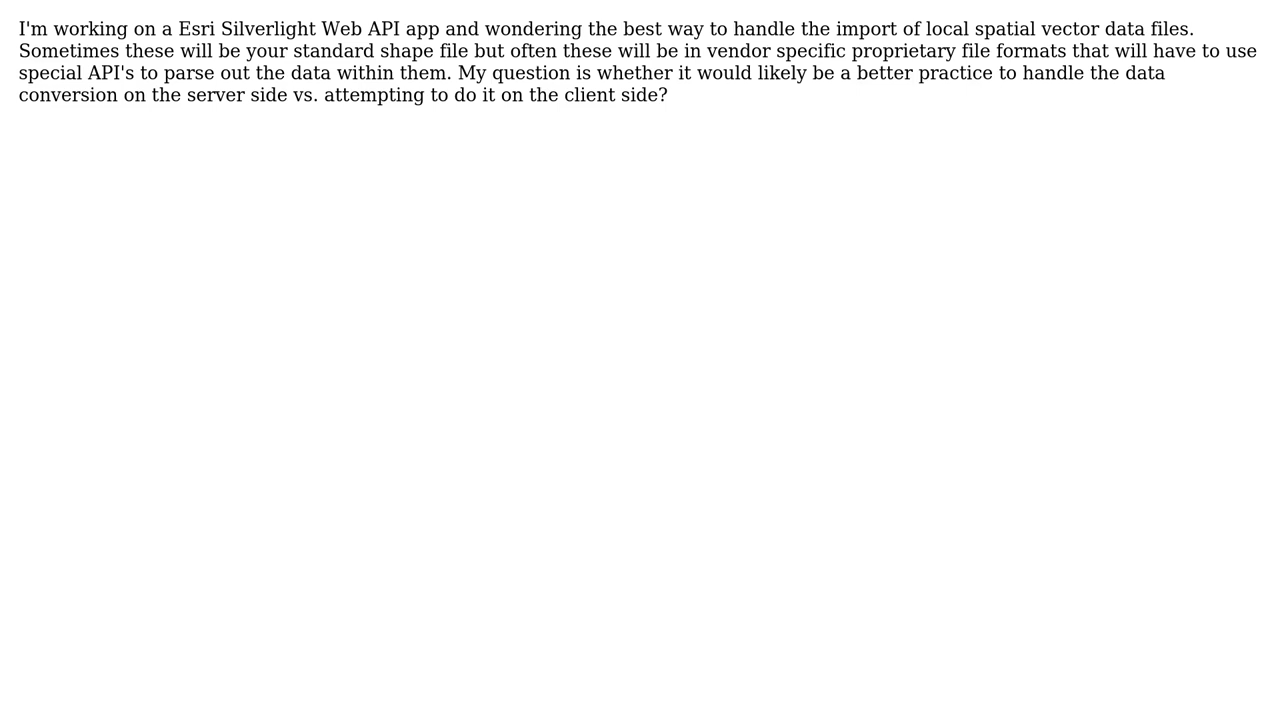 I'm working on a Esri Silverlight Web API app and wondering the best way to handle the import of local spatial vector data files.
Sometimes these will be your standard shape file but often these will be in vendor specific proprietary file formats that will have to use
special API's to parse out the data within them. My question is whether it would likely be a better practice to handle the data
conversion on the server side vs. attempting to do it on the client side?